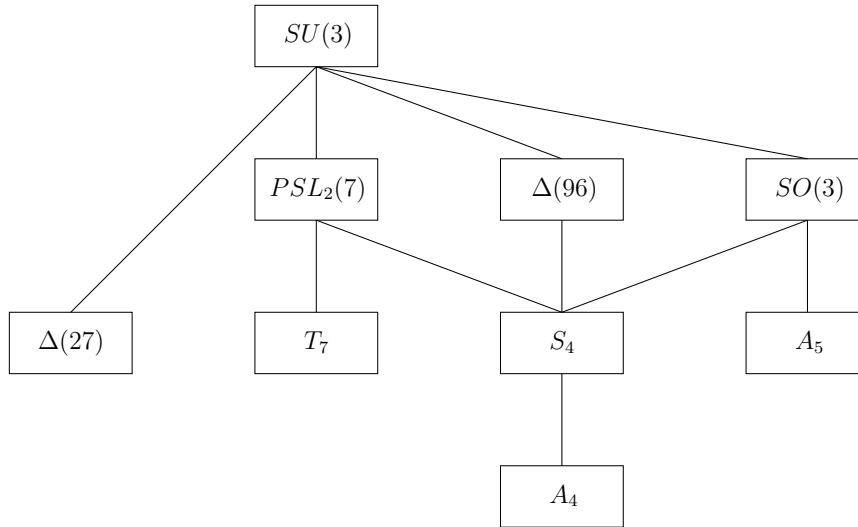 SU(3)
PSL₂(7)
Δ(96)
SO(3)
Δ(27)
T₇
S₄
A₅
A₄